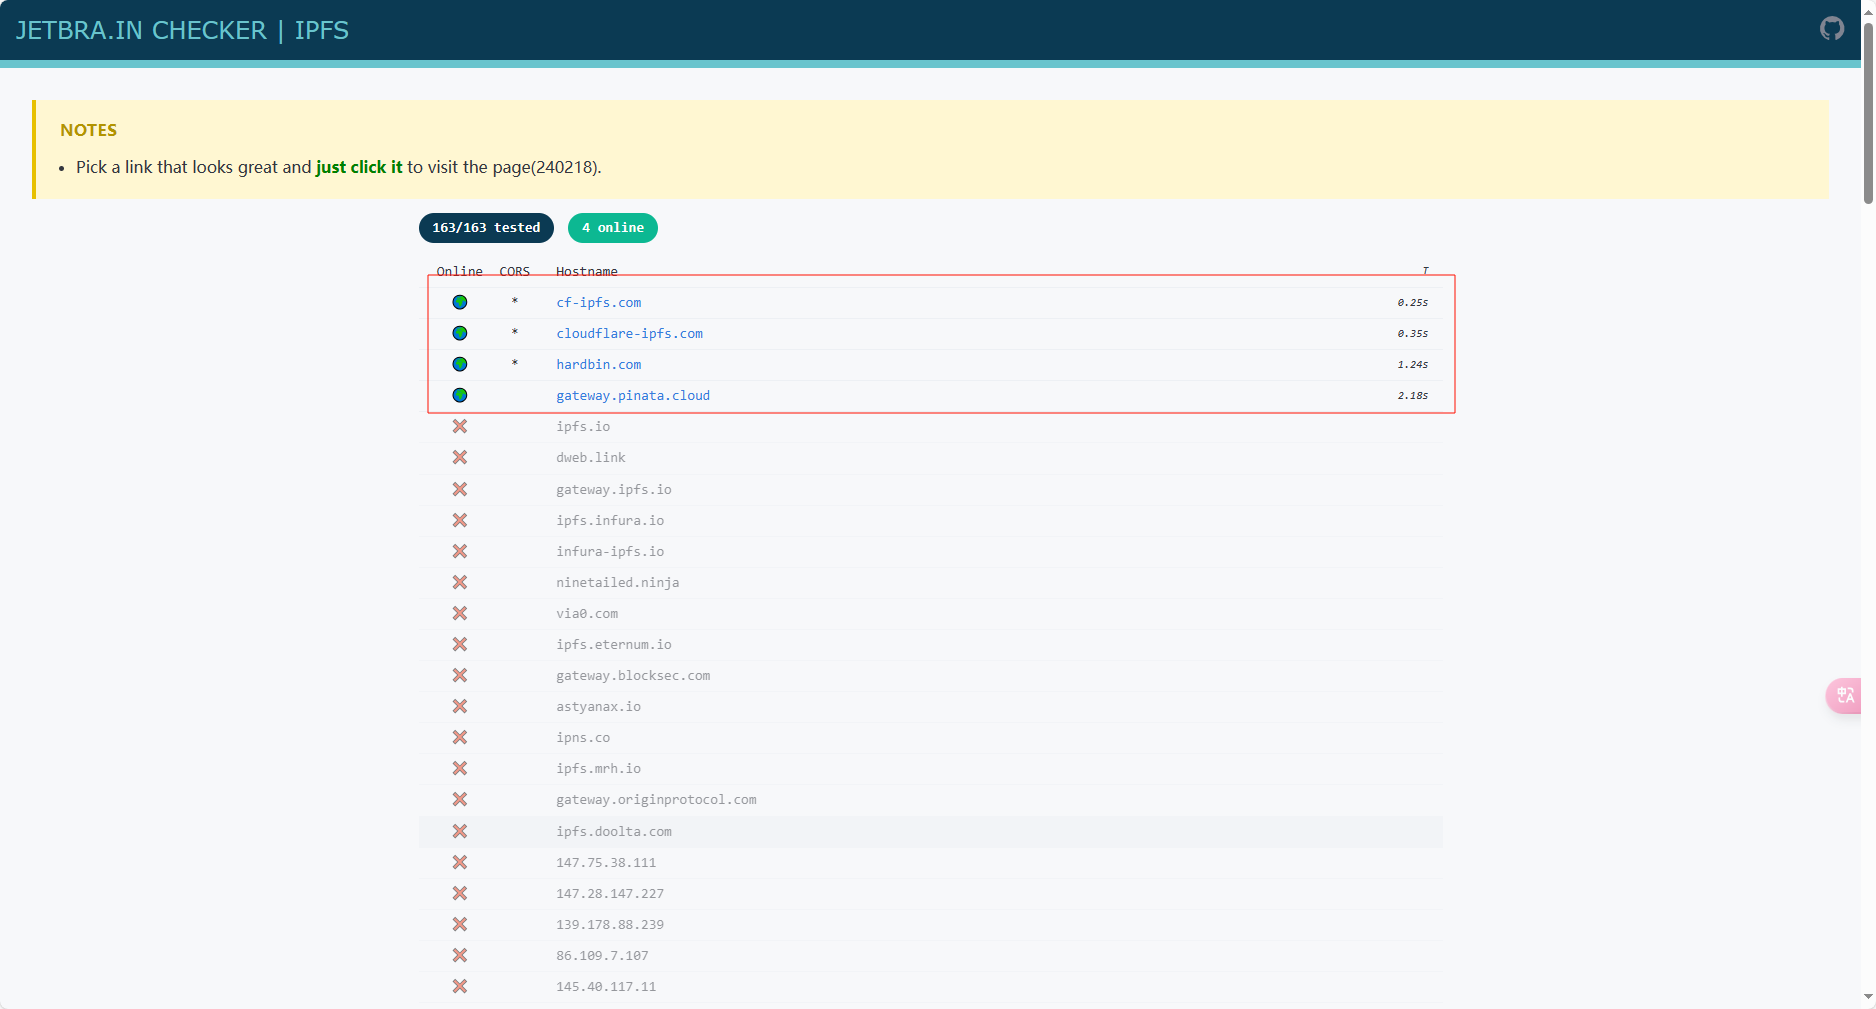 JETBRA.IN CHECKER | IPFS
NOTES
• Pick a link that looks great and just click it to visit the page(240218).
163/163 tested 4 online
Online CORS Hostname T
* cf-ipfs.com 0.25s
* cloudflare-ipfs.com 0.35s
* hardbin.com 1.24s
gateway.pinata.cloud 2.18s
ipfs.io
dweb.link
gateway.ipfs.io
ipfs.infura.io
infura-ipfs.io
ninetailed.ninja
via0.com
ipfs.eternum.io
gateway.blocksec.com
astyanax.io
ipns.co
ipfs.mrh.io
gateway.originprotocol.com
ipfs.doolta.com
147.75.38.111
147.28.147.227
139.178.88.239
86.109.7.107
145.40.117.11
中A